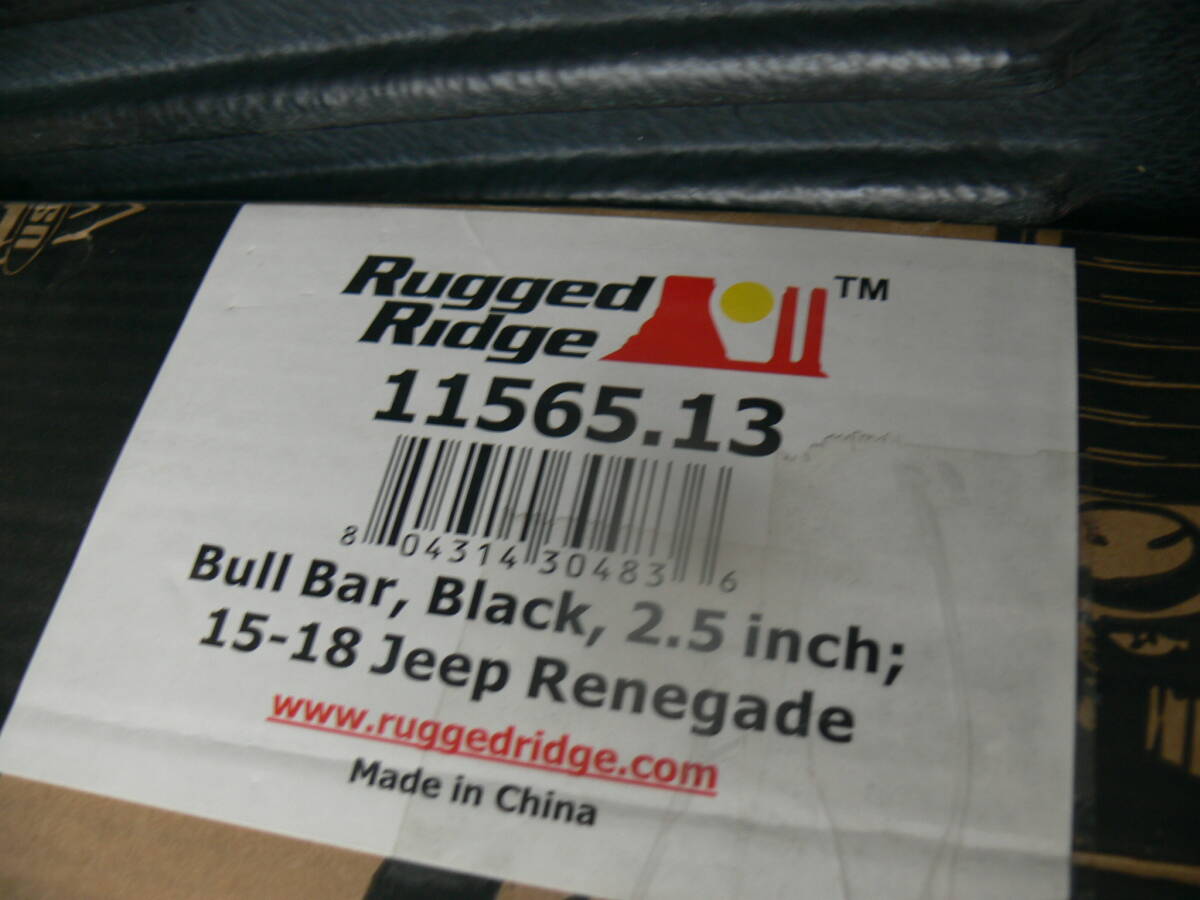 Rugged
Ridge
TM
11565.13
8 04314 30483 6
Bull Bar, Black, 2.5 inch;
15-18 Jeep Renegade
www.ruggedridge.com
Made in China